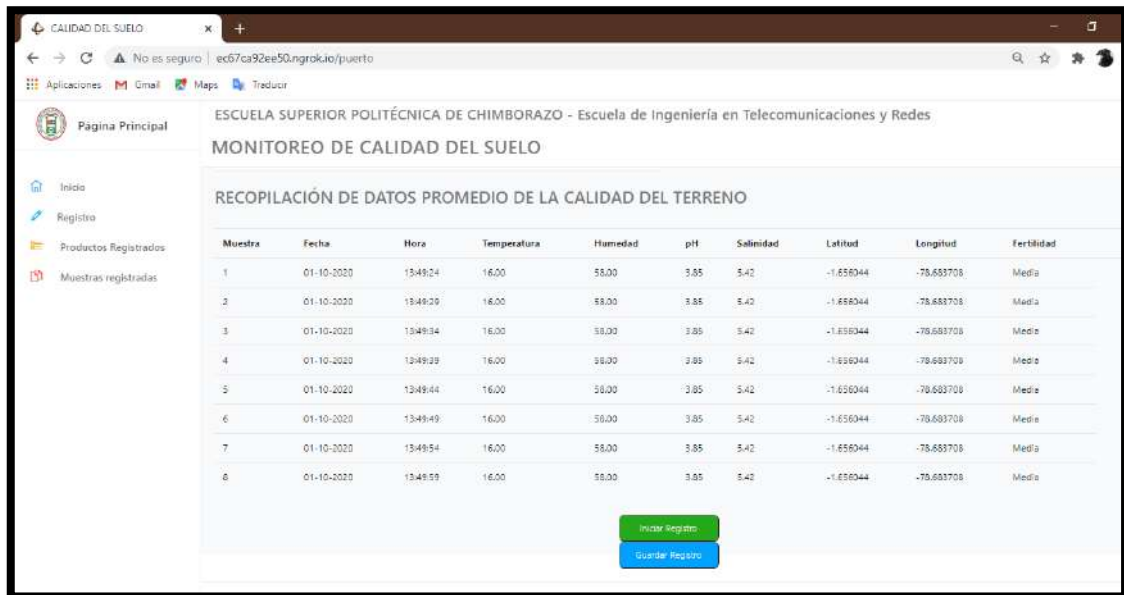 CALIDAD DEL SUELO
No es seguro | ec67ca92ee50.ngrok.io/puerto
Aplicaciones Gmail Maps Traducir
Página Principal
Inicio
Registro
Productos Registrados
Muestras registradas
ESCUELA SUPERIOR POLITÉCNICA DE CHIMBORAZO - Escuela de Ingeniería en Telecomunicaciones y Redes
MONITOREO DE CALIDAD DEL SUELO
RECOPILACIÓN DE DATOS PROMEDIO DE LA CALIDAD DEL TERRENO
Muestra Fecha Hora Temperatura Humedad pH Salinidad Latitud Longitud Fertilidad
1 01-10-2020 13:49:24 16.00 58.00 3.85 5.42 -1.656044 -78.683708 Media
2 01-10-2020 13:49:29 16.00 58.00 3.85 5.42 -1.656044 -78.683708 Media
3 01-10-2020 13:49:34 16.00 58.00 3.85 5.42 -1.656044 -78.683708 Media
4 01-10-2020 13:49:39 16.00 58.00 3.85 5.42 -1.656044 -78.683708 Media
5 01-10-2020 13:49:44 16.00 58.00 3.85 5.42 -1.656044 -78.683708 Media
6 01-10-2020 13:49:49 16.00 58.00 3.85 5.42 -1.656044 -78.683708 Media
7 01-10-2020 13:49:54 16.00 58.00 3.85 5.42 -1.656044 -78.683708 Media
8 01-10-2020 13:49:59 16.00 58.00 3.85 5.42 -1.656044 -78.683708 Media
Iniciar Registro
Guardar Registro